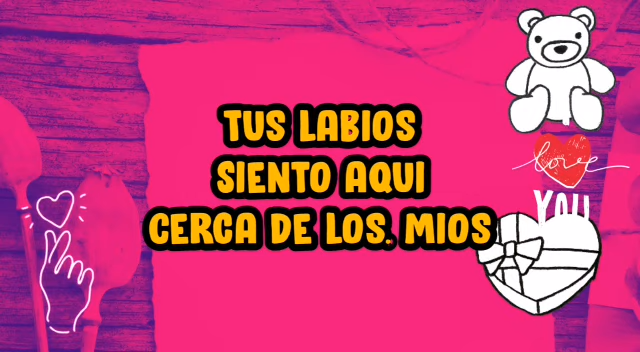 TUS LABIOS
SIENTO AQUI
CERCA DE LOS. MIOS
love
YOU